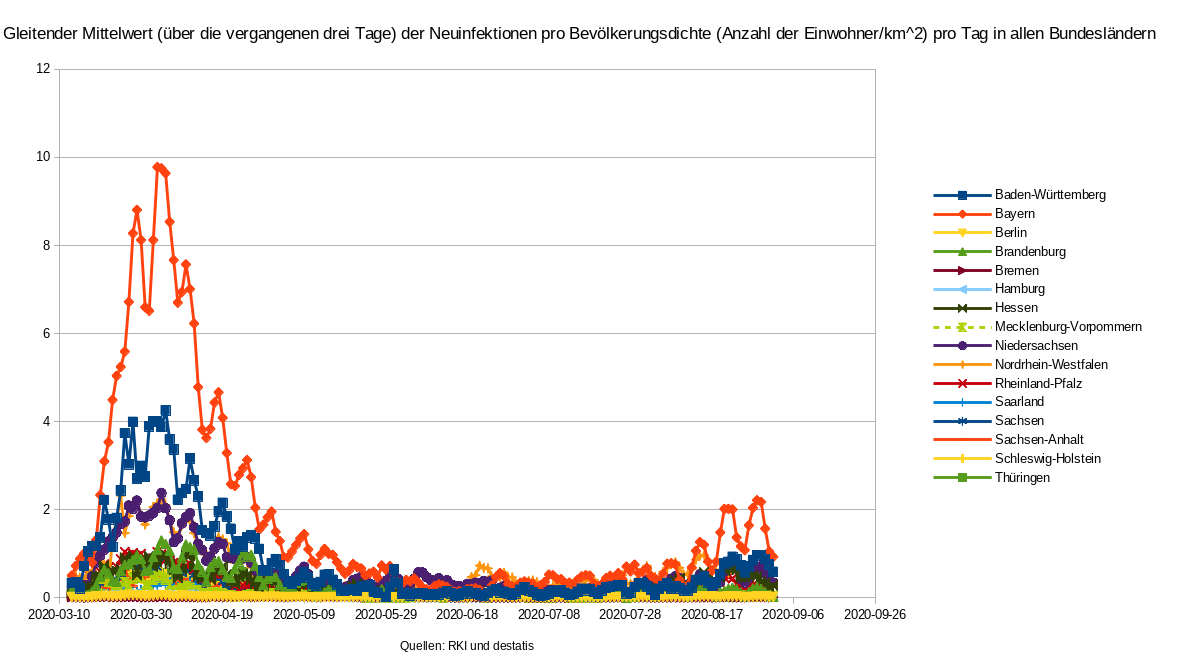 Gleitender Mittelwert (über die vergangenen drei Tage) der Neuinfektionen pro Bevölkerungsdichte (Anzahl der Einwohner/km^2) pro Tag in allen Bundesländern
12
10
8
6
4
2
0
2020-03-10 2020-03-30 2020-04-19 2020-05-09 2020-05-29 2020-06-18 2020-07-08 2020-07-28 2020-08-17 2020-09-06 2020-09-26
Quellen: RKI und destatis
Baden-Württemberg
Bayern
Berlin
Brandenburg
Bremen
Hamburg
Hessen
Mecklenburg-Vorpommern
Niedersachsen
Nordrhein-Westfalen
Rheinland-Pfalz
Saarland
Sachsen
Sachsen-Anhalt
Schleswig-Holstein
Thüringen